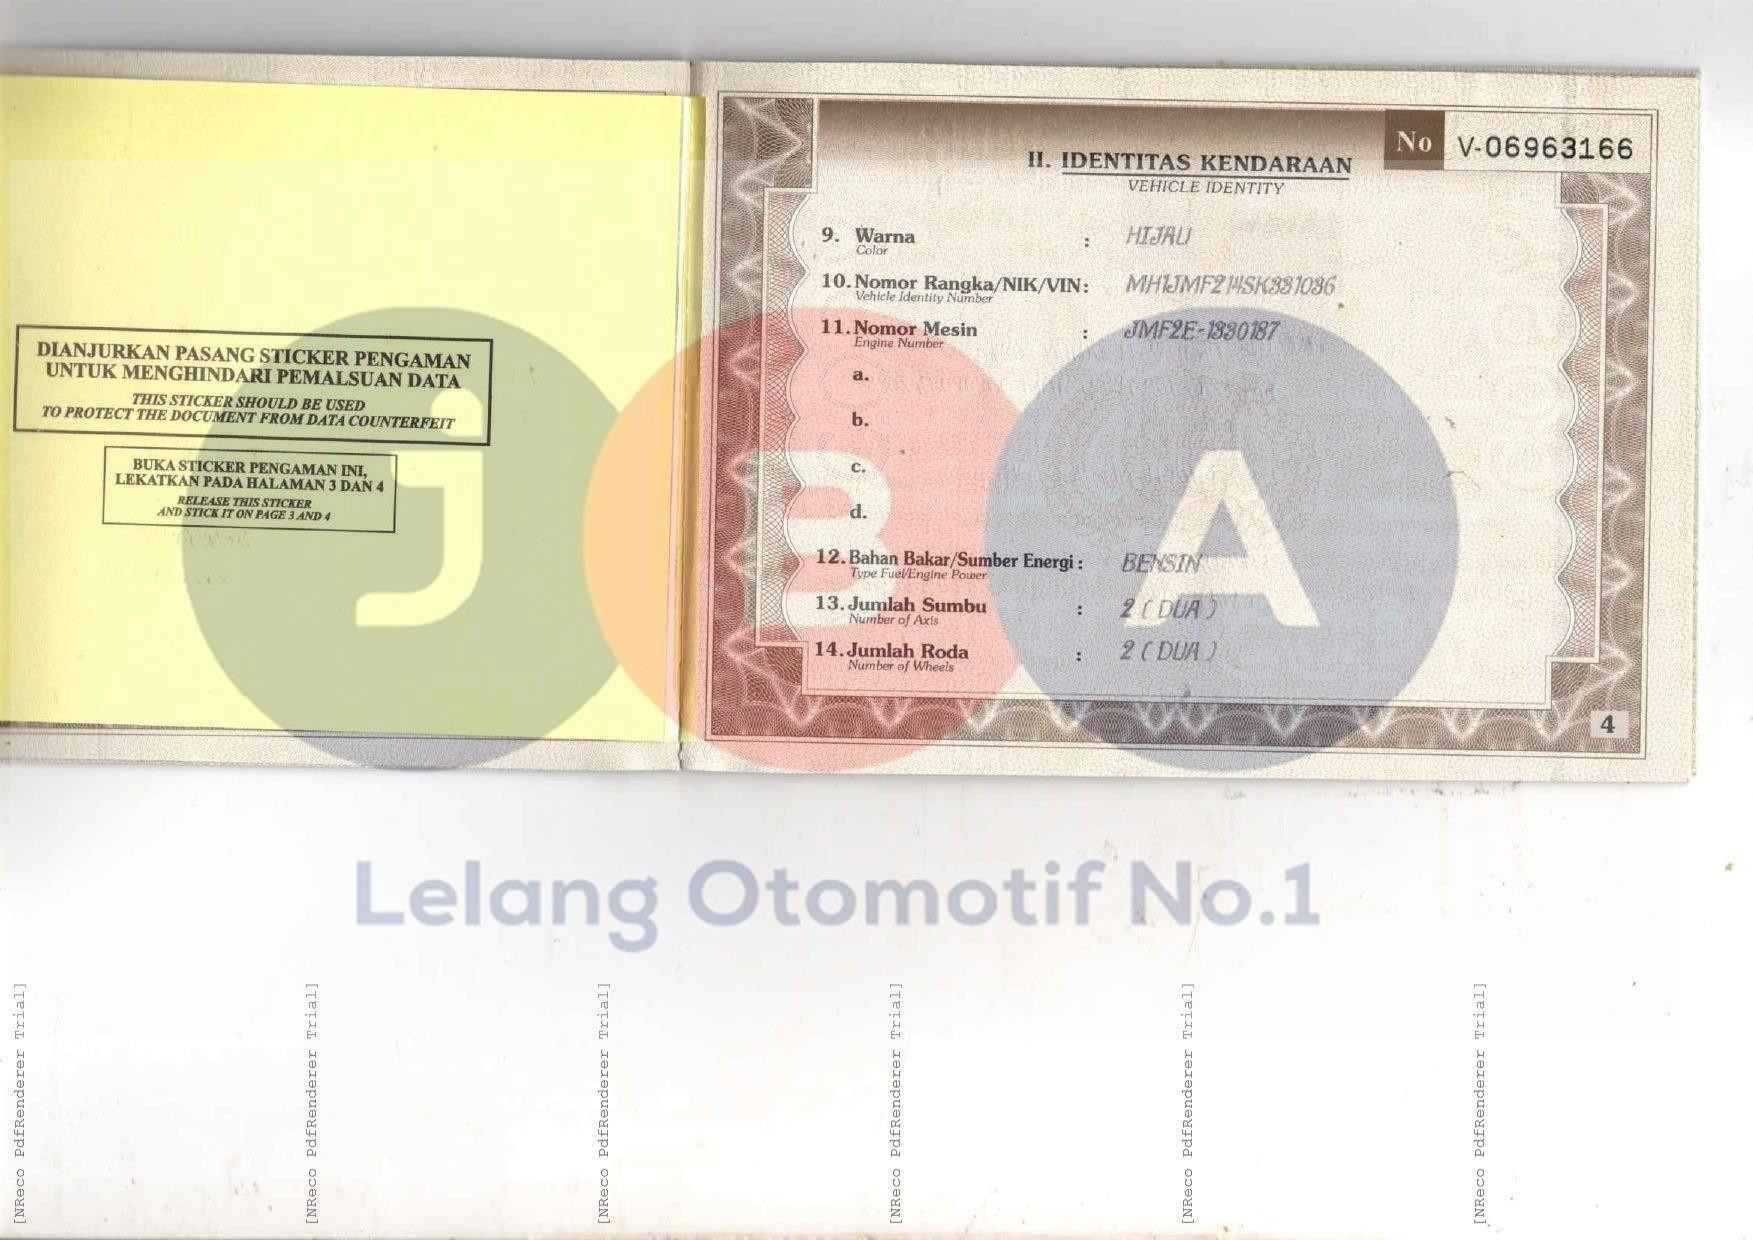 DIANJURKAN PASANG STICKER PENGAMAN
UNTUK MENGHINDARI PEMALSUAN DATA
THIS STICKER SHOULD BE USED
TO PROTECT THE DOCUMENT FROM DATA COUNTERFEIT
BUKA STICKER PENGAMAN INI,
LEKATKAN PADA HALAMAN 3 DAN 4
RELEASE THIS STICKER
AND STICK IT ON PAGE 3 AND 4
No V-06963166
II. IDENTITAS KENDARAAN
VEHICLE IDENTITY
9. Warna : HIJAU
Color
10. Nomor Rangka/NIK/VIN: MH1JMF214SK331036
Vehicle Identity Number
11. Nomor Mesin : JMF2E-1330187
Engine Number
a.
b.
c.
d.
12. Bahan Bakar/Sumber Energi : BENSIN
Type Fuel/Engine Power
13. Jumlah Sumbu : 2 ( DUA )
Number of Axis
14. Jumlah Roda : 2 ( DUA )
Number of Wheels
4
JBA
Lelang Otomotif No.1
[NReco PdfRenderer Trial]
[NReco PdfRenderer Trial]
[NReco PdfRenderer Trial]
[NReco PdfRenderer Trial]
[NReco PdfRenderer Trial]
[NReco PdfRenderer Trial]